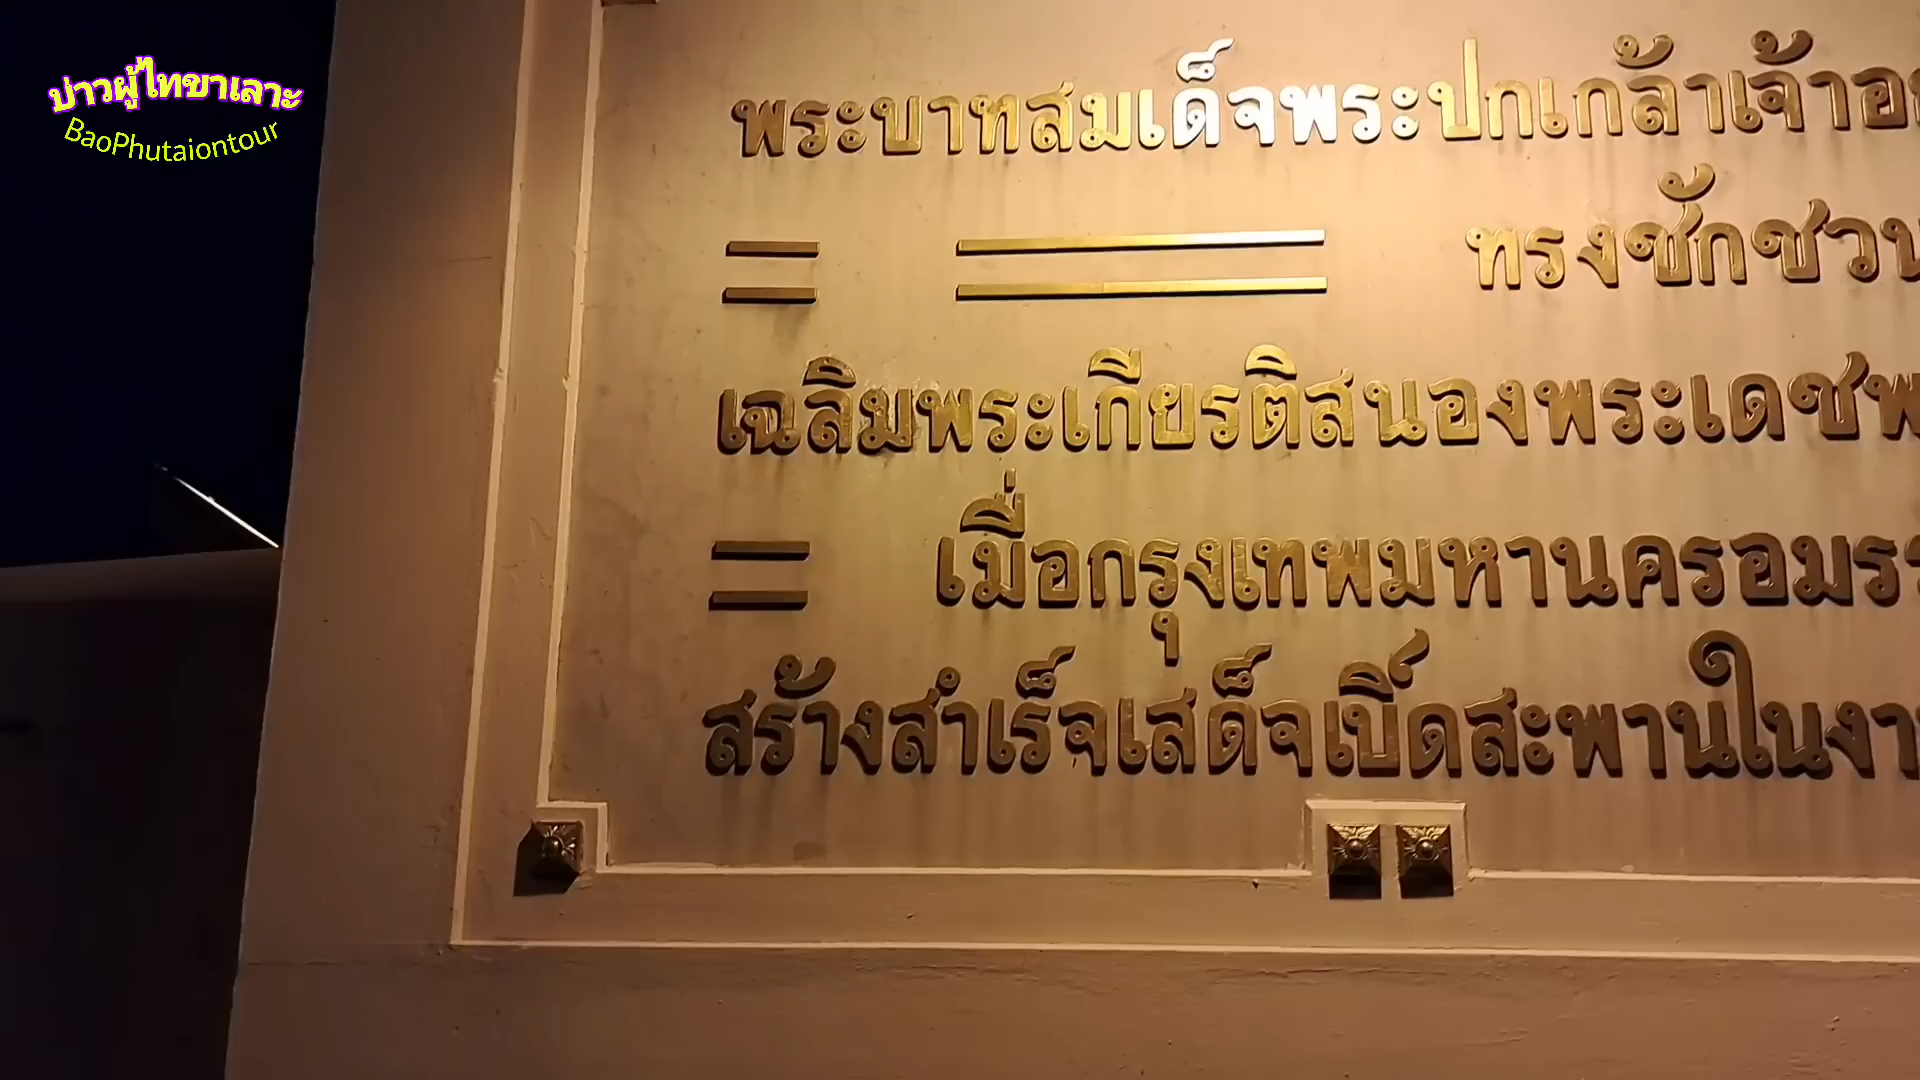 บ่าวผู้ไทขาเลาะ
BaoPhutaiontour
พระบาทสมเด็จพระปกเกล้าเจ้าอ
ทรงชักชวน
เฉลิมพระเกียรติสนองพระเดชพ
เมื่อกรุงเทพมหานครอมร
สร้างสำเร็จเสด็จเปิดสะพานในงา